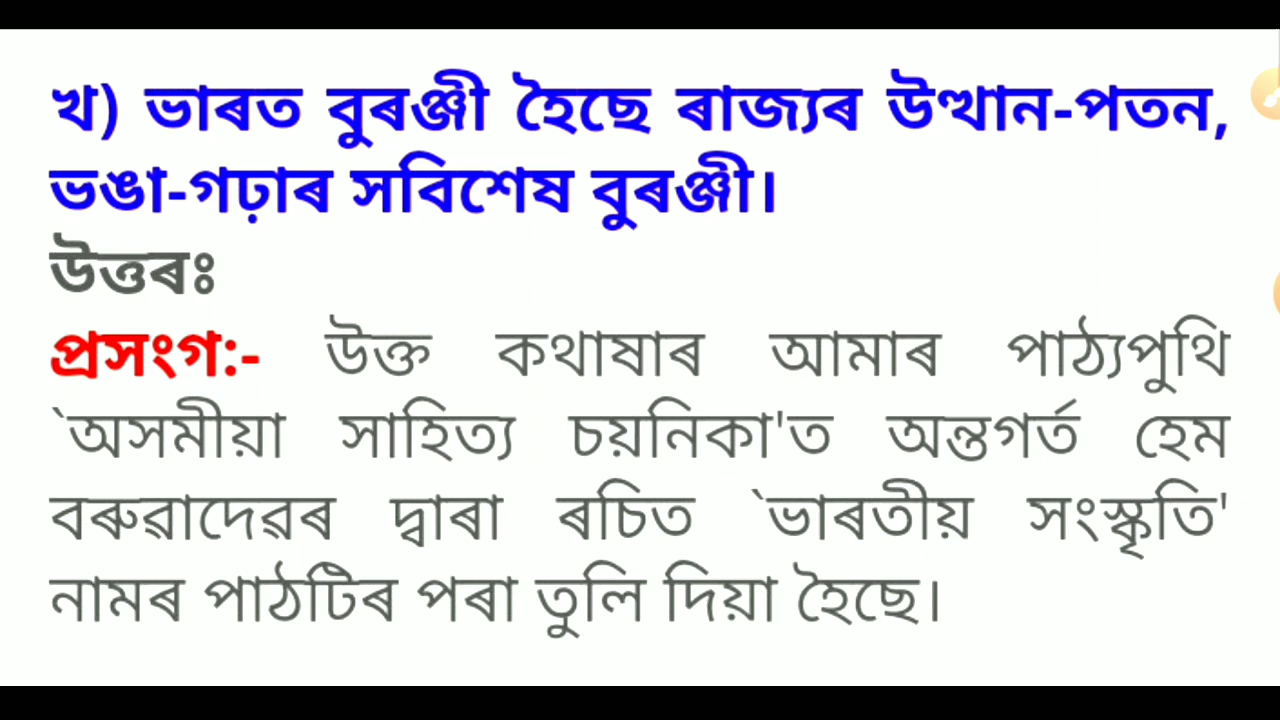 খ) ভাৰত বুৰঞ্জী হৈছে ৰাজ্যৰ উত্থান-পতন,
ভঙা-গঢ়াৰ সবিশেষ বুৰঞ্জী।
উত্তৰঃ
প্ৰসংগ:- উক্ত কথাষাৰ আমাৰ পাঠ্যপুথি
`অসমীয়া সাহিত্য চয়নিকা'ত অন্তগৰ্ত হেম
বৰুৱাদেৱৰ দ্বাৰা ৰচিত `ভাৰতীয় সংস্কৃতি'
নামৰ পাঠটিৰ পৰা তুলি দিয়া হৈছে।